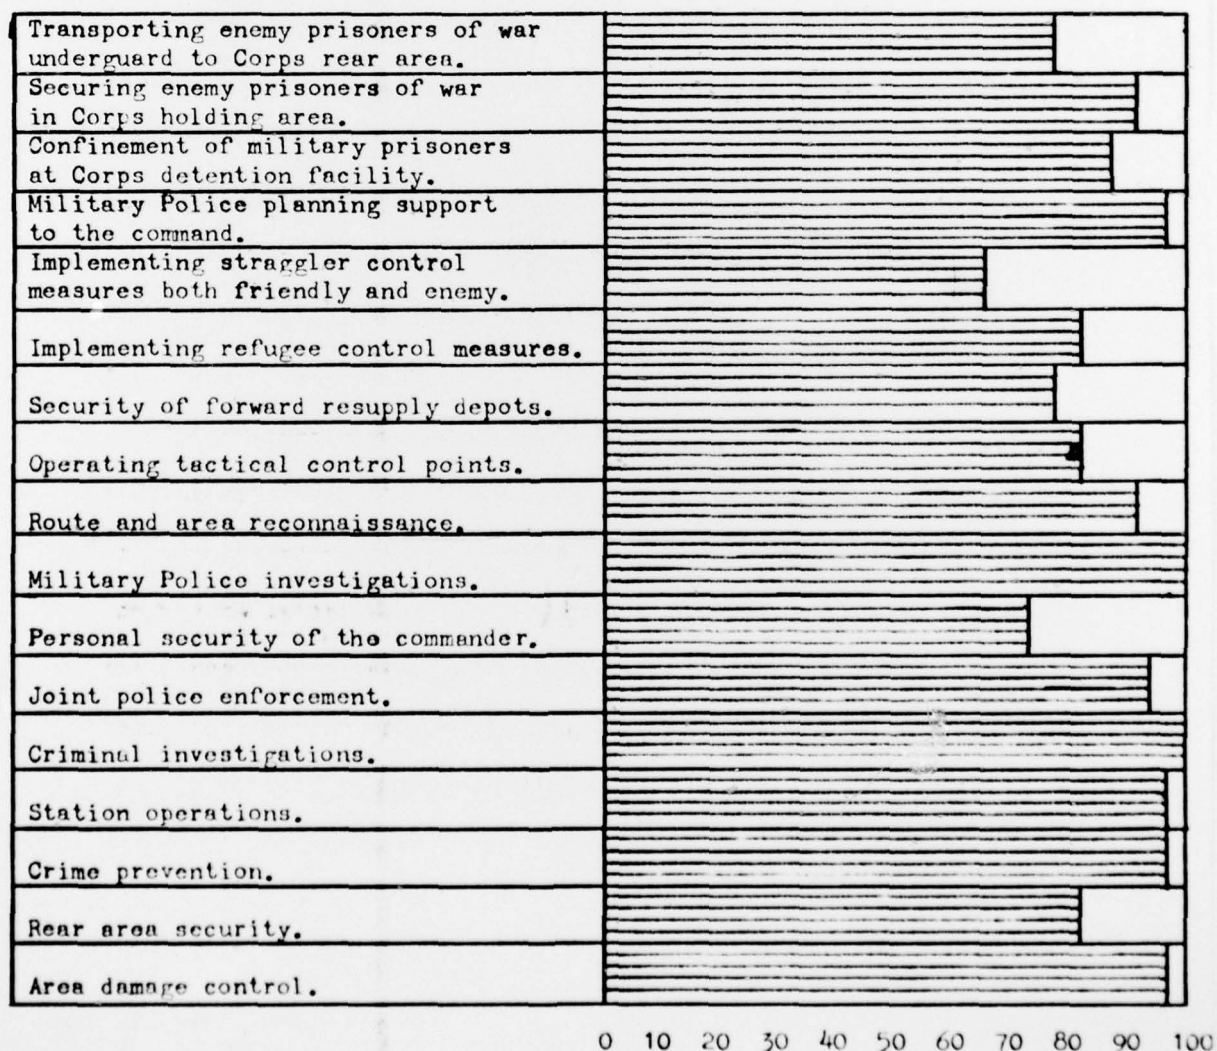 Transporting enemy prisoners of war
underguard to Corps rear area.
Securing enemy prisoners of war
in Corps holding area.
Confinement of military prisoners
at Corps detention facility.
Military Police planning support
to the command.
Implementing straggler control
measures both friendly and enemy.
Implementing refugee control measures.
Security of forward resupply depots.
Operating tactical control points.
Route and area reconnaissance.
Military Police investigations.
Personal security of the commander.
Joint police enforcement.
Criminal investigations.
Station operations.
Crime prevention.
Rear area security.
Area damage control.
0 10 20 30 40 50 60 70 80 90 100